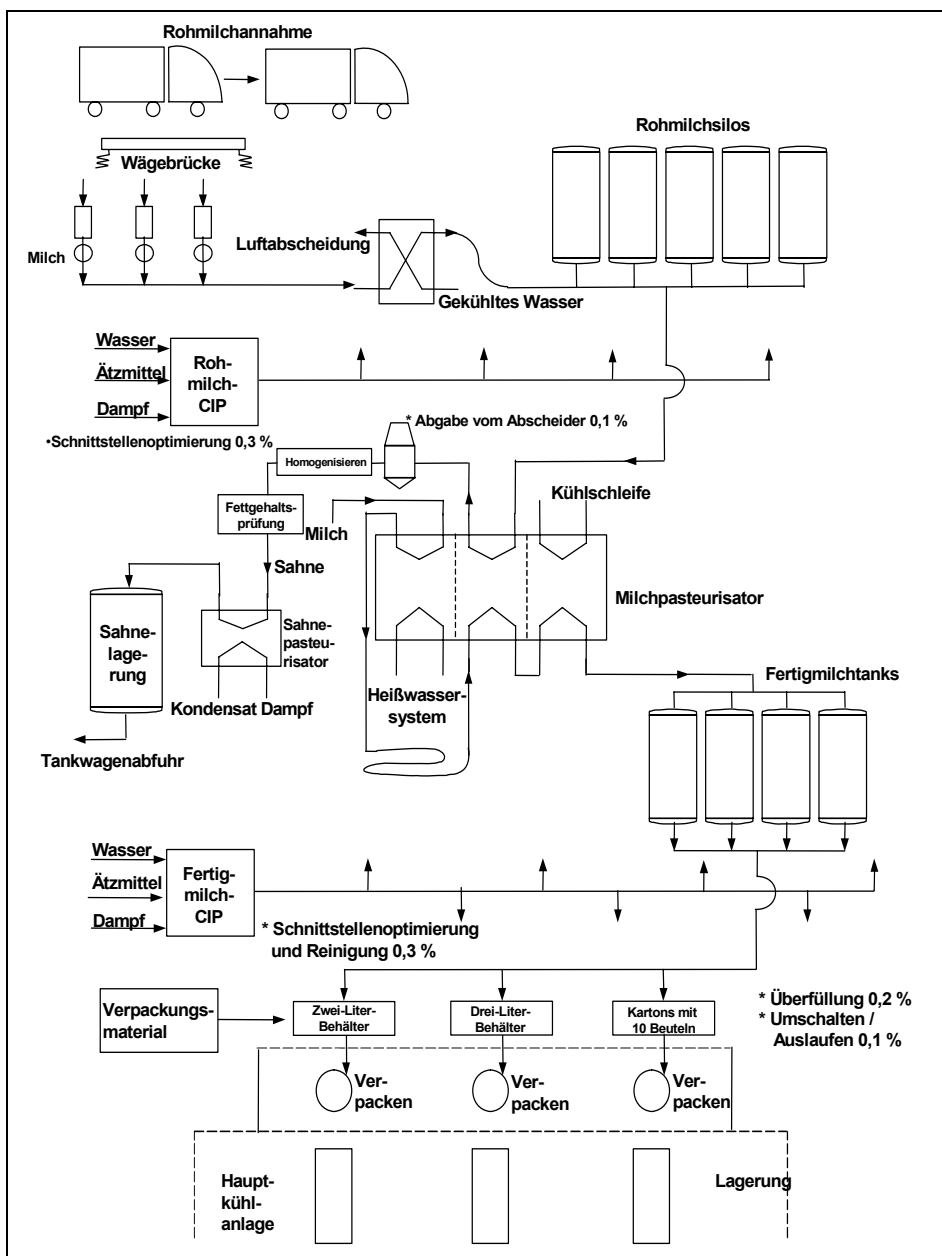 Rohmilchannahme
Rohmilchsilos
Wägebrücke
Luftabscheidung
Milch
Gekühltes Wasser
Wasser
Ätzmittel
Dampf
Roh-
milch-
CIP
* Abgabe vom Abscheider 0,1 %
•Schnittstellenoptimierung 0,3 %
Homogenisieren
Kühlschleife
Fettgehalts-
prüfung
Milch
Sahne
Milchpasteurisator
Sahne-
lage-
rung
Sahne-
pasteu-
risator
Kondensat Dampf
Heißwasser-
system
Fertigmilchtanks
Tankwagenabfuhr
Wasser
Ätzmittel
Dampf
Fertig-
milch-
CIP
* Schnittstellenoptimierung
und Reinigung 0,3 %
Verpackungs-
material
Zwei-Liter-
Behälter
Drei-Liter-
Behälter
Kartons mit
10 Beuteln
* Überfüllung 0,2 %
* Umschalten /
Auslaufen 0,1 %
Ver-
packen
Ver-
packen
Ver-
packen
Haupt-
kühl-
anlage
Lagerung